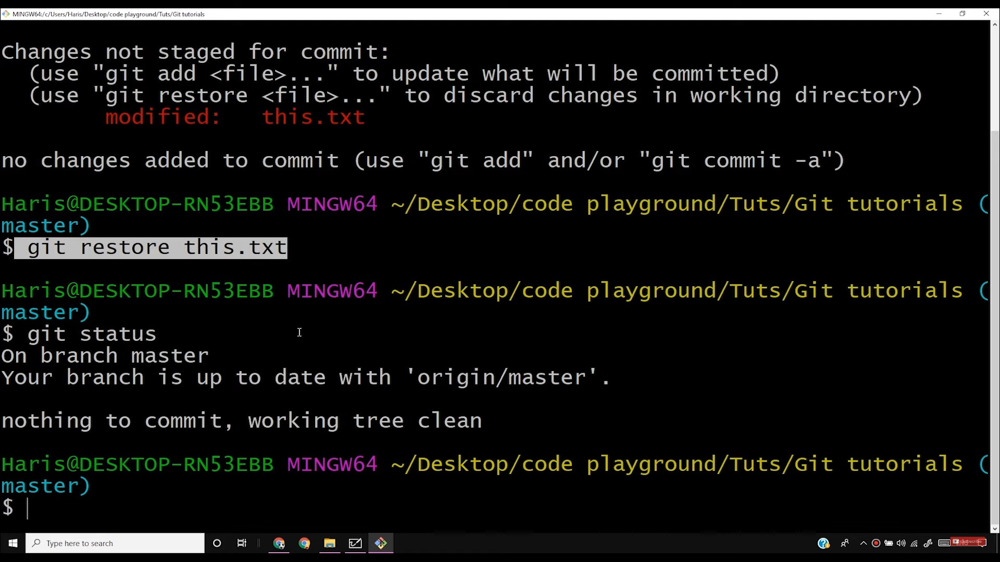 MINGW64:/c/Users/Haris/Desktop/code playground/Tuts/Git tutorials
Changes not staged for commit:
(use "git add <file>..." to update what will be committed)
(use "git restore <file>..." to discard changes in working directory)
modified: this.txt
no changes added to commit (use "git add" and/or "git commit -a")
Haris@DESKTOP-RN53EBB MINGW64 ~/Desktop/code playground/Tuts/Git tutorials (
master)
$ git restore this.txt
Haris@DESKTOP-RN53EBB MINGW64 ~/Desktop/code playground/Tuts/Git tutorials (
master)
$ git status
On branch master
Your branch is up to date with 'origin/master'.
nothing to commit, working tree clean
Haris@DESKTOP-RN53EBB MINGW64 ~/Desktop/code playground/Tuts/Git tutorials (
master)
$
Type here to search
Subscribe